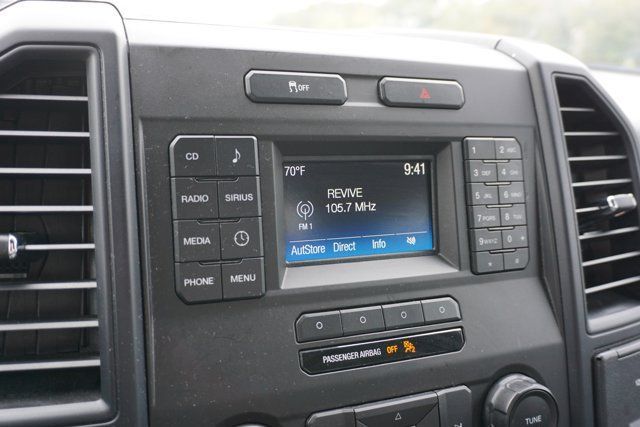 OFF
CD
RADIO SIRIUS
MEDIA
PHONE MENU
70°F 9:41
REVIVE
105.7 MHz
FM 1
AutStore Direct Info
1 2 ABC
3 DEF 4 GHI
5 JKL 6 MNO
7 PQRS 8 TUV
9 WXYZ 0
* #
PASSENGER AIRBAG OFF
TUNE